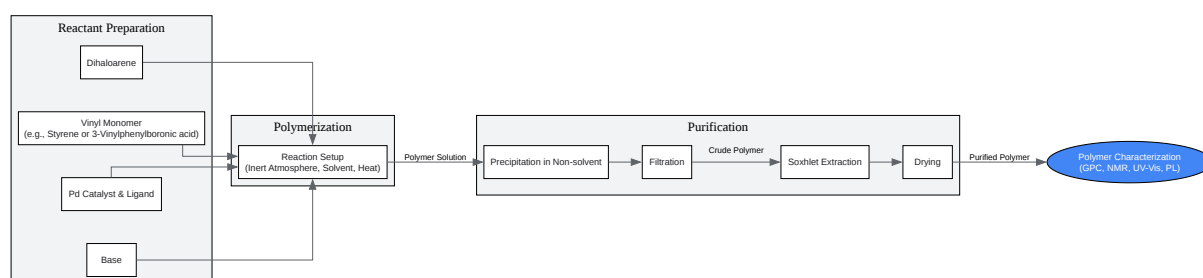 Reactant Preparation
Dihaloarene
Vinyl Monomer
(e.g., Styrene or 3-Vinylphenylboronic acid)
Pd Catalyst & Ligand
Base
Polymerization
Reaction Setup
(Inert Atmosphere, Solvent, Heat)
Polymer Solution
Purification
Precipitation in Non-solvent
Filtration
Crude Polymer
Soxhlet Extraction
Drying
Purified Polymer
Polymer Characterization
(GPC, NMR, UV-Vis, PL)